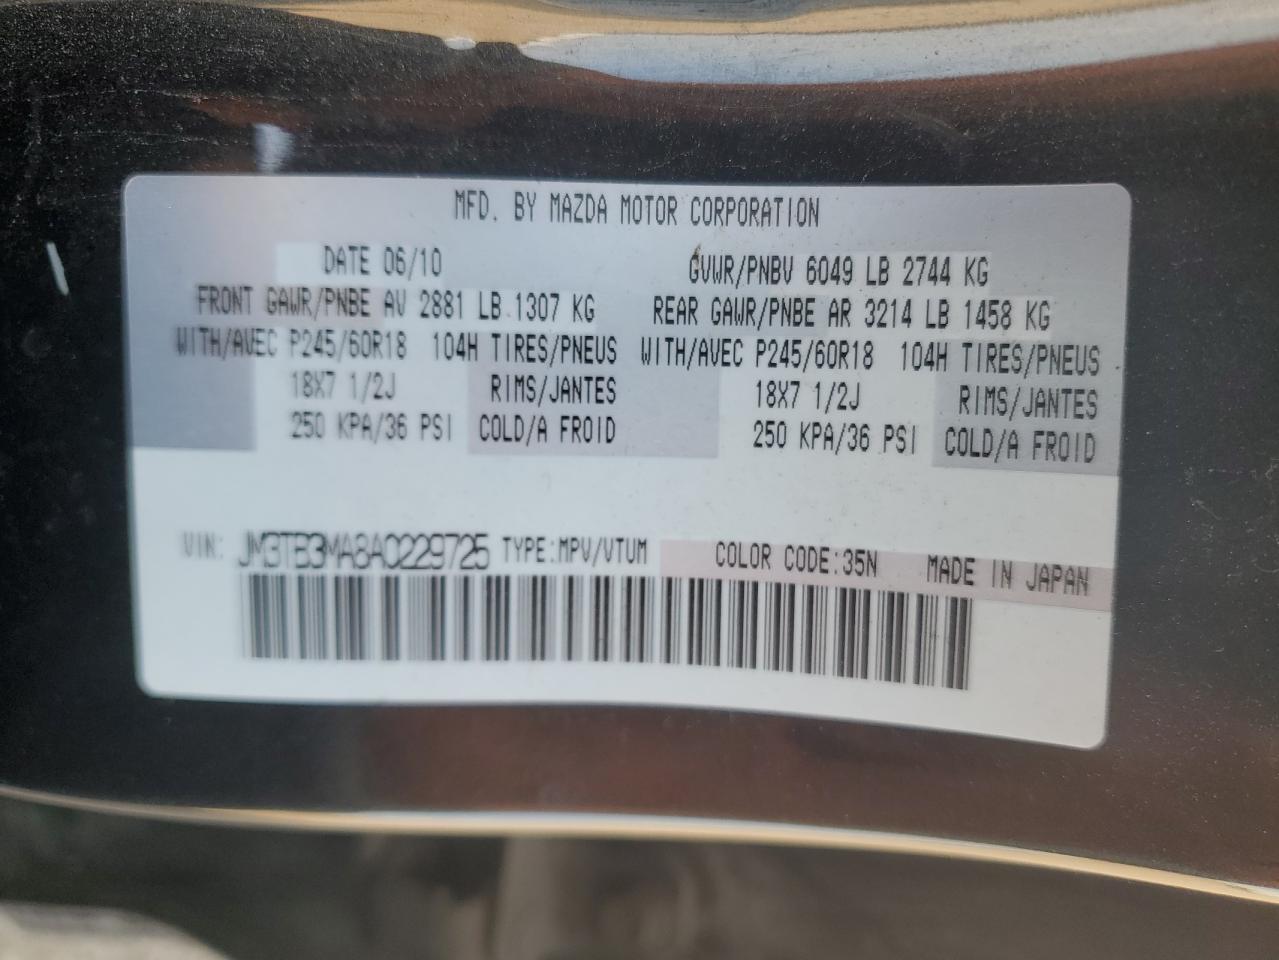 MFD. BY MAZDA MOTOR CORPORATION
DATE 06/10 GVWR/PNBV 6049 LB 2744 KG
FRONT GAWR/PNBE AV 2881 LB 1307 KG REAR GAWR/PNBE AR 3214 LB 1458 KG
WITH/AVEC P245/60R18 104H TIRES/PNEUS WITH/AVEC P245/60R18 104H TIRES/PNEUS
18X7 1/2J RIMS/JANTES 18X7 1/2J RIMS/JANTES
250 KPA/36 PSI COLD/A FROID 250 KPA/36 PSI COLD/A FROID
VIN: JM3TB3MA8A0229725 TYPE:MPV/VTUM COLOR CODE:35N MADE IN JAPAN